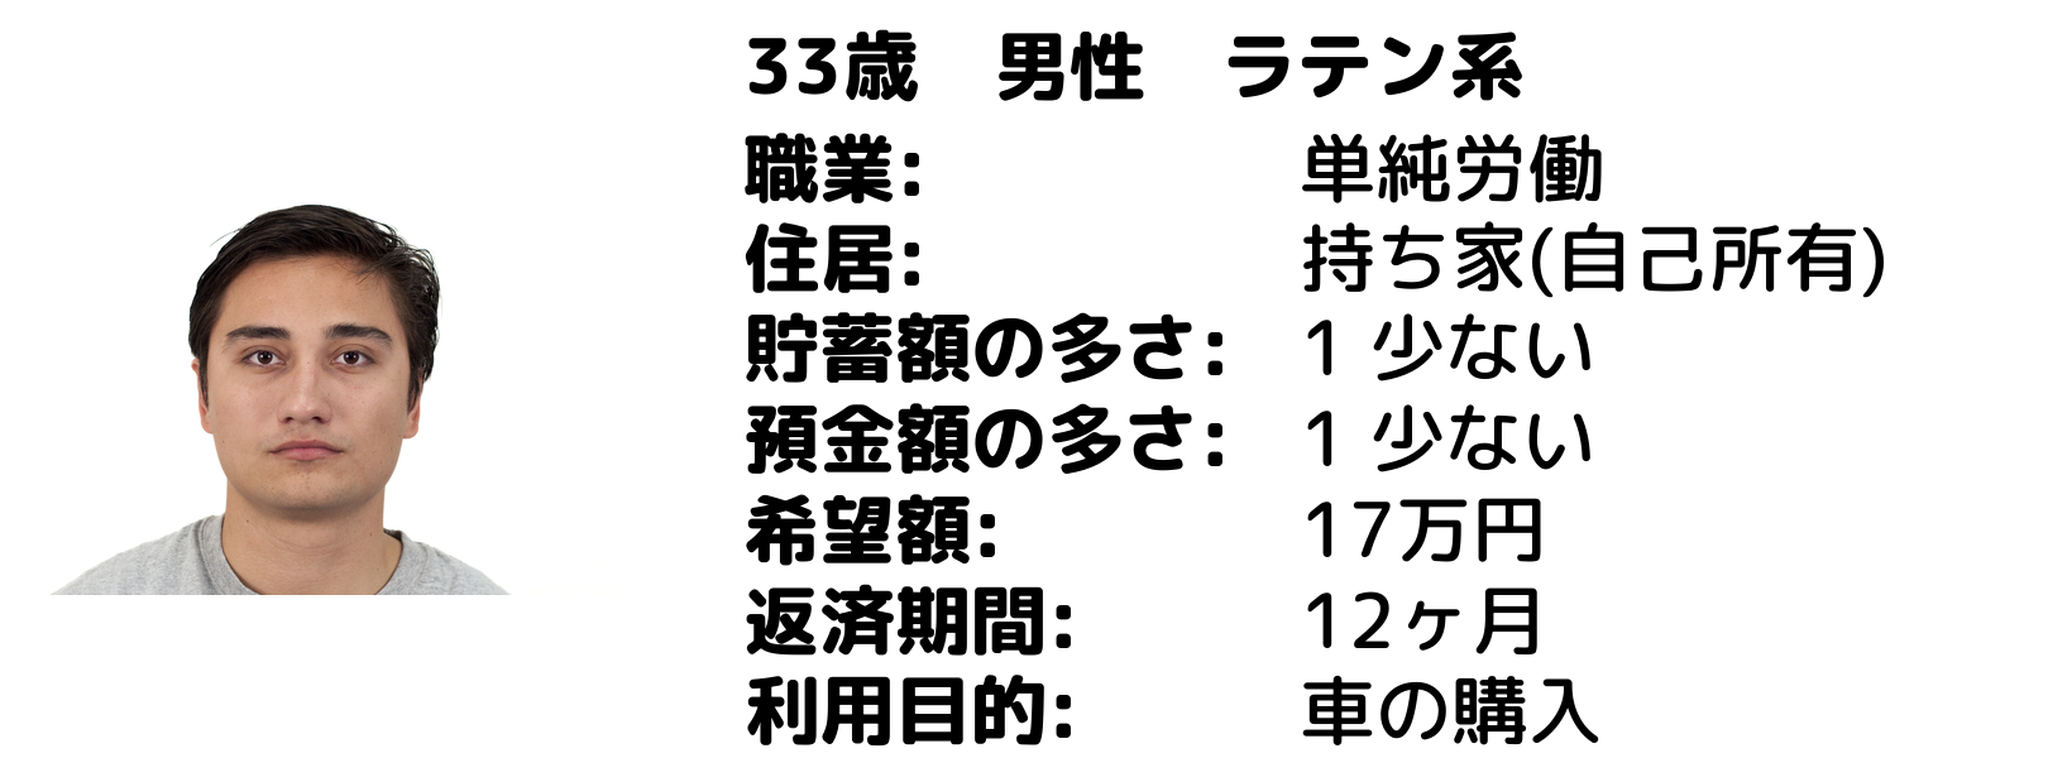 33歳　男性　ラテン系
職業: 単純労働
住居: 持ち家(自己所有)
貯蓄額の多さ: 1 少ない
預金額の多さ: 1 少ない
希望額: 17万円
返済期間: 12ヶ月
利用目的: 車の購入